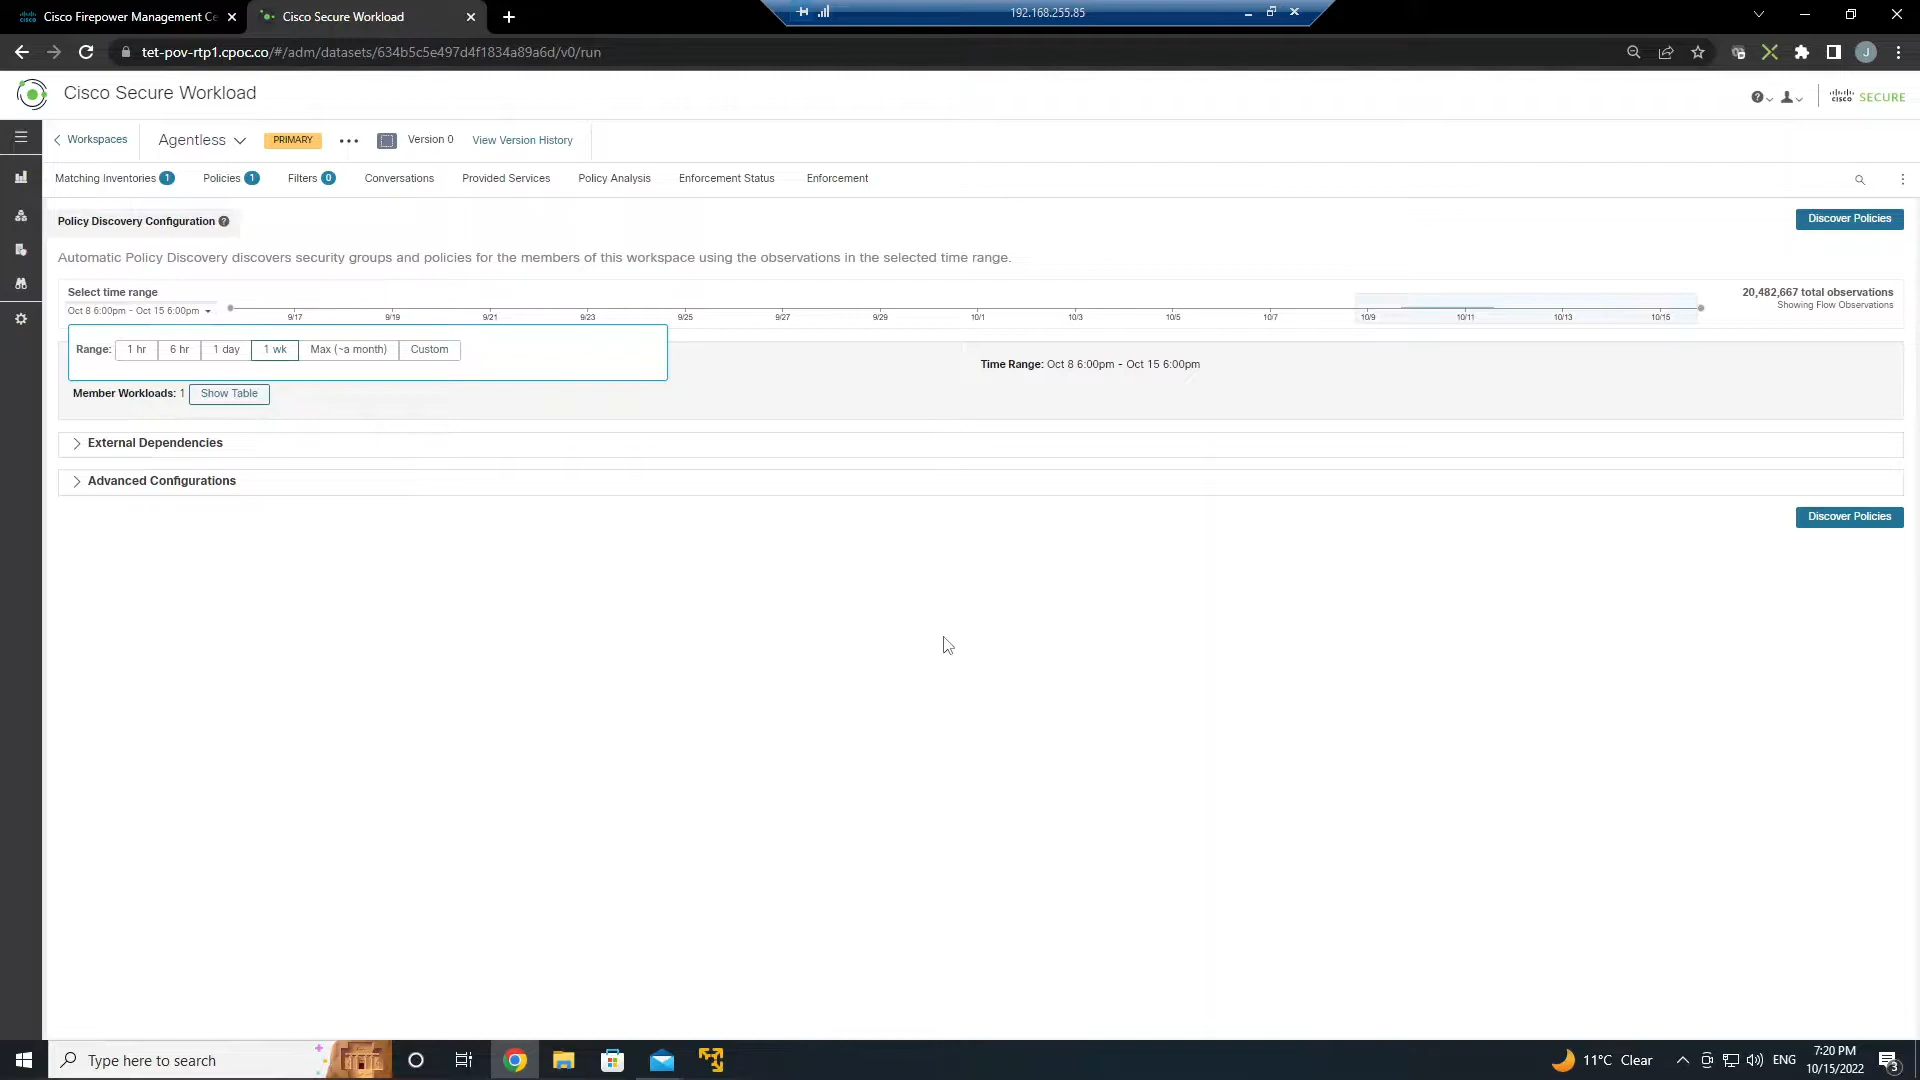 Cisco Firepower Management Ce
Cisco Secure Workload
192.168.255.85
tet-pov-rtp1.cpoc.co/#/adm/datasets/634b5c5e497d4f1834a89a6d/v0/run
J
Cisco Secure Workload
CISCO SECURE
Workspaces
Agentless
PRIMARY
Version 0
View Version History
Matching Inventories 1
Policies 1
Filters 0
Conversations
Provided Services
Policy Analysis
Enforcement Status
Enforcement
Policy Discovery Configuration
Discover Policies
Automatic Policy Discovery discovers security groups and policies for the members of this workspace using the observations in the selected time range.
Select time range
Oct 8 6:00pm - Oct 15 6:00pm
9/17 9/19 9/21 9/23 9/25 9/27 9/29 10/1 10/3 10/5 10/7 10/9 10/11 10/13 10/15
20,482,667 total observations
Showing Flow Observations
Range: 1 hr 6 hr 1 day 1 wk Max (~a month) Custom
Time Range: Oct 8 6:00pm - Oct 15 6:00pm
Member Workloads: 1 Show Table
External Dependencies
Advanced Configurations
Discover Policies
Type here to search
11°C Clear
ENG
7:20 PM
10/15/2022
3